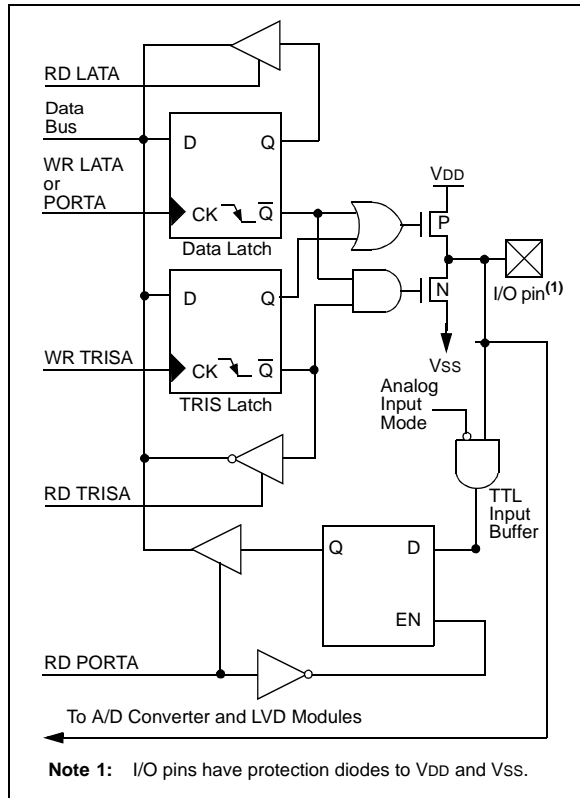 RD LATA
Data
Bus
D
Q
WR LATA
or
PORTA
CK
Q
Data Latch
VDD
P
N
I/O pin(1)
VSS
D
Q
WR TRISA
CK
Q
TRIS Latch
Analog
Input
Mode
TTL
Input
Buffer
RD TRISA
Q
D
EN
RD PORTA
To A/D Converter and LVD Modules
Note 1: I/O pins have protection diodes to VDD and VSS.